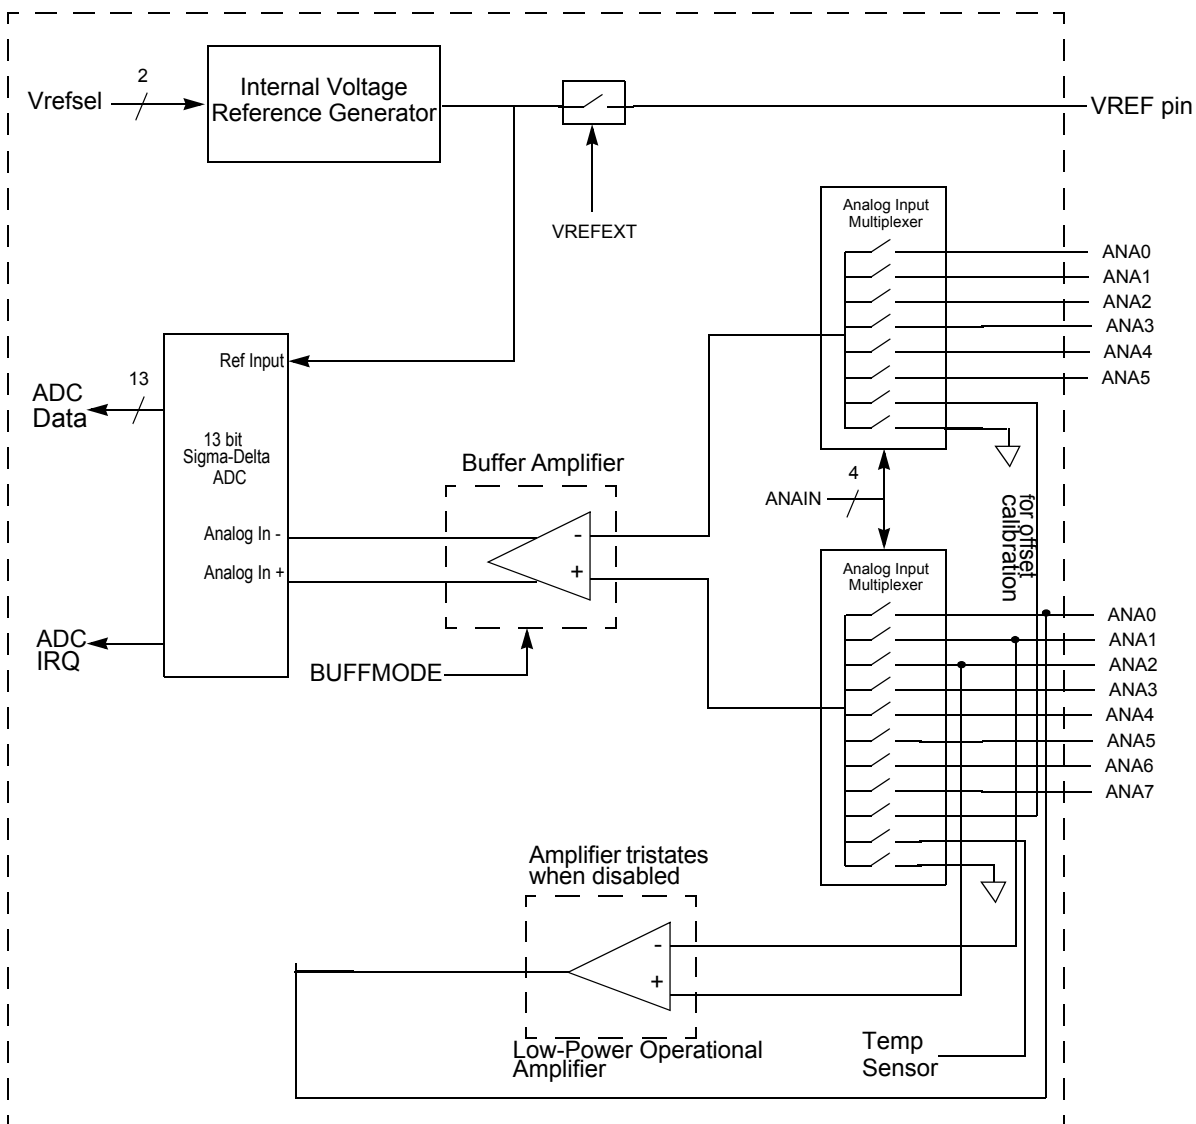 Vrefsel
2
Internal Voltage
Reference Generator
VREF pin
VREFEXT
Analog Input
Multiplexer
ANA0
ANA1
ANA2
ANA3
ANA4
ANA5
Ref Input
13
ADC
Data
13 bit
Sigma-Delta
ADC
Buffer Amplifier
4
ANAIN
for offset
calibration
Analog In -
-
Analog In +
+
Analog Input
Multiplexer
ANA0
ANA1
ANA2
ANA3
ANA4
ANA5
ANA6
ANA7
ADC
IRQ
BUFFMODE
Amplifier tristates
when disabled
-
+
Low-Power Operational
Amplifier
Temp
Sensor